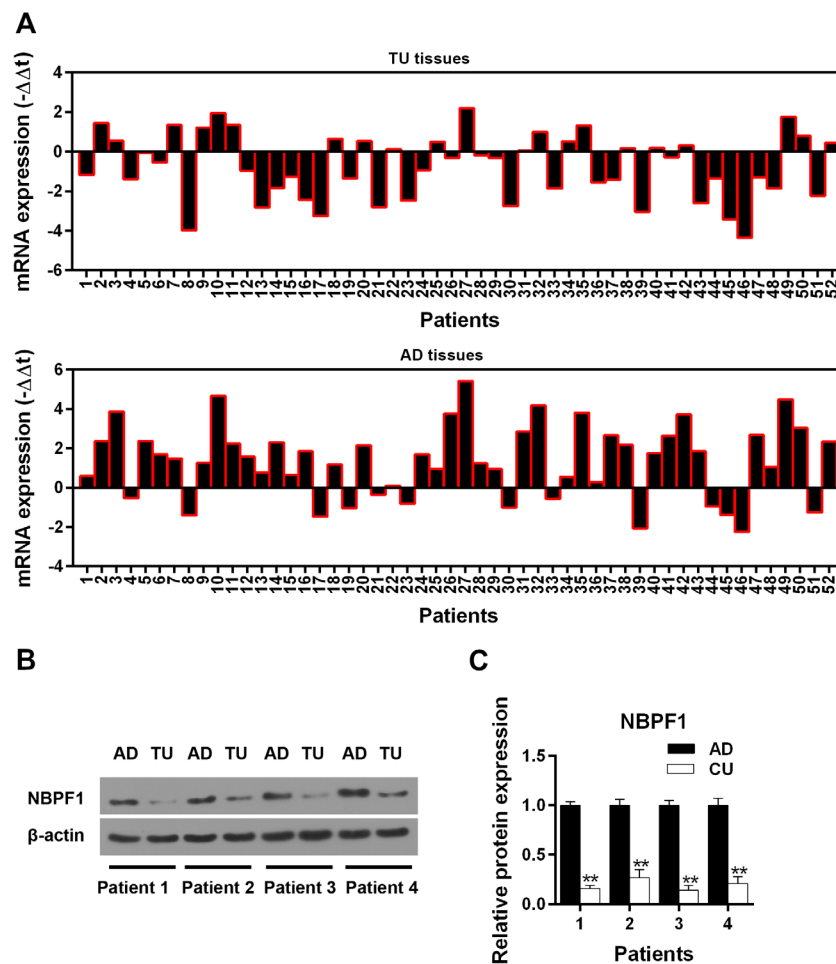 A
TU tissues
mRNA expression (-ΔΔt)
4
2
0
-2
-4
-6
1 2 3 4 5 6 7 8 9 10 11 12 13 14 15 16 17 18 19 20 21 22 23 24 25 26 27 28 29 30 31 32 33 34 35 36 37 38 39 40 41 42 43 44 45 46 47 48 49 50 51 52
Patients
AD tissues
mRNA expression (-ΔΔt)
6
4
2
0
-2
-4
1 2 3 4 5 6 7 8 9 10 11 12 13 14 15 16 17 18 19 20 21 22 23 24 25 26 27 28 29 30 31 32 33 34 35 36 37 38 39 40 41 42 43 44 45 46 47 48 49 50 51 52
Patients
B
AD TU AD TU AD TU AD TU
NBPF1
β-actin
Patient 1 Patient 2 Patient 3 Patient 4
C
NBPF1
AD
CU
Relative protein expression
1.5
1.0
0.5
0.0
** ** ** **
1 2 3 4
Patients